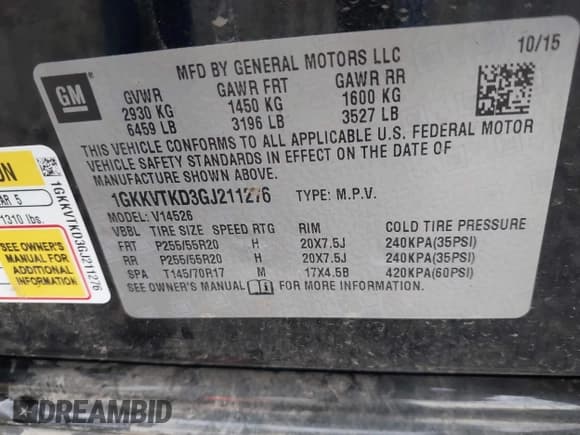 MFD BY GENERAL MOTORS LLC 10/15
GM
GVWR GAWR FRT GAWR RR
2930 KG 1450 KG 1600 KG
6459 LB 3196 LB 3527 LB
THIS VEHICLE CONFORMS TO ALL APPLICABLE U.S. FEDERAL MOTOR
VEHICLE SAFETY STANDARDS IN EFFECT ON THE DATE OF
MANUFACTURE SHOWN ABOVE.
1GKKVTKD3GJ211276 TYPE: M.P.V.
MODEL: V14526
VBBL TIRE SIZE SPEED RTG RIM COLD TIRE PRESSURE
FRT P255/55R20 H 20X7.5J 240KPA(35PSI)
RR P255/55R20 H 20X7.5J 240KPA(35PSI)
SPA T145/70R17 M 17X4.5B 420KPA(60PSI)
SEE OWNER'S MANUAL FOR MORE INFORMATION.
AR 5
1310 lbs.
SEE OWNER'S
MANUAL FOR
ADDITIONAL
INFORMATION
1GKKVTKD3GJ211276
DREAMBID